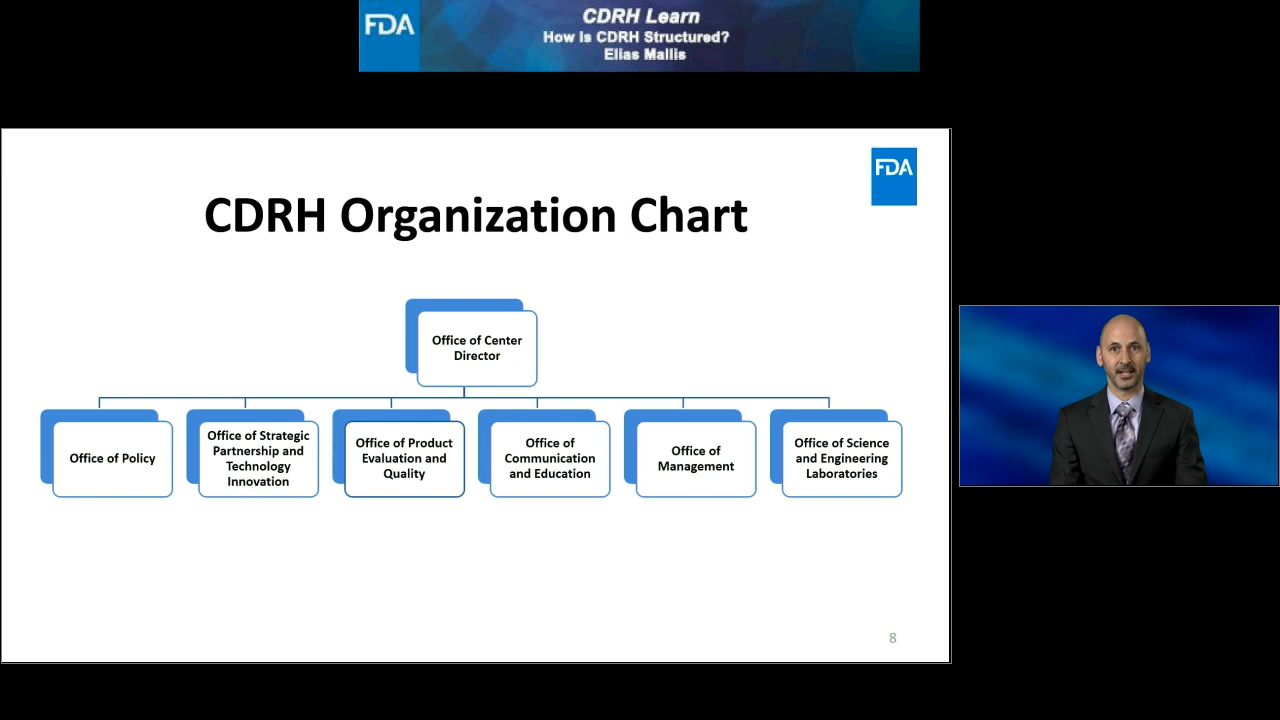 FDA
CDRH Learn
How Is CDRH Structured?
Elias Mallis
FDA
CDRH Organization Chart
Office of Center
Director
Office of Policy
Office of Strategic
Partnership and
Technology
Innovation
Office of Product
Evaluation and
Quality
Office of
Communication
and Education
Office of
Management
Office of Science
and Engineering
Laboratories
8